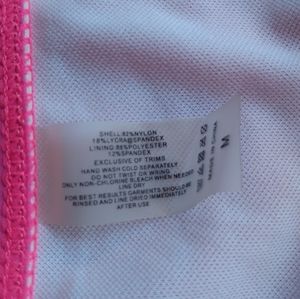 SHELL:82%NYLON
18%LYCRA@SPANDEX
LINING:88%POLYESTER
12%SPANDEX
EXCLUSIVE OF TRIMS
HAND WASH COLD SEPARATELY
DO NOT TWIST OR WRING
ONLY NON-CHLORINE BLEACH WHEN NEEDED
LINE DRY
FOR BEST RESULTS GARMENTS SHOULD BE
RINSED AND LINE DRIED IMMEDIATELY
AFTER USE
MADE IN CHINA
M